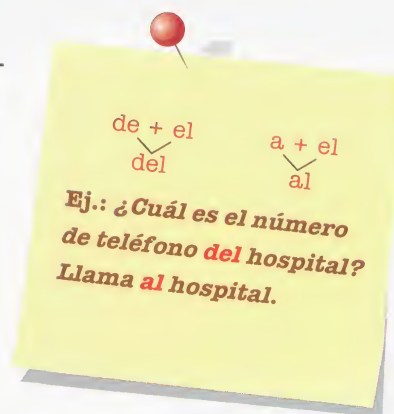 de + el
del
a + el
al
Ej.: ¿Cuál es el número
de teléfono del hospital?
Llama al hospital.